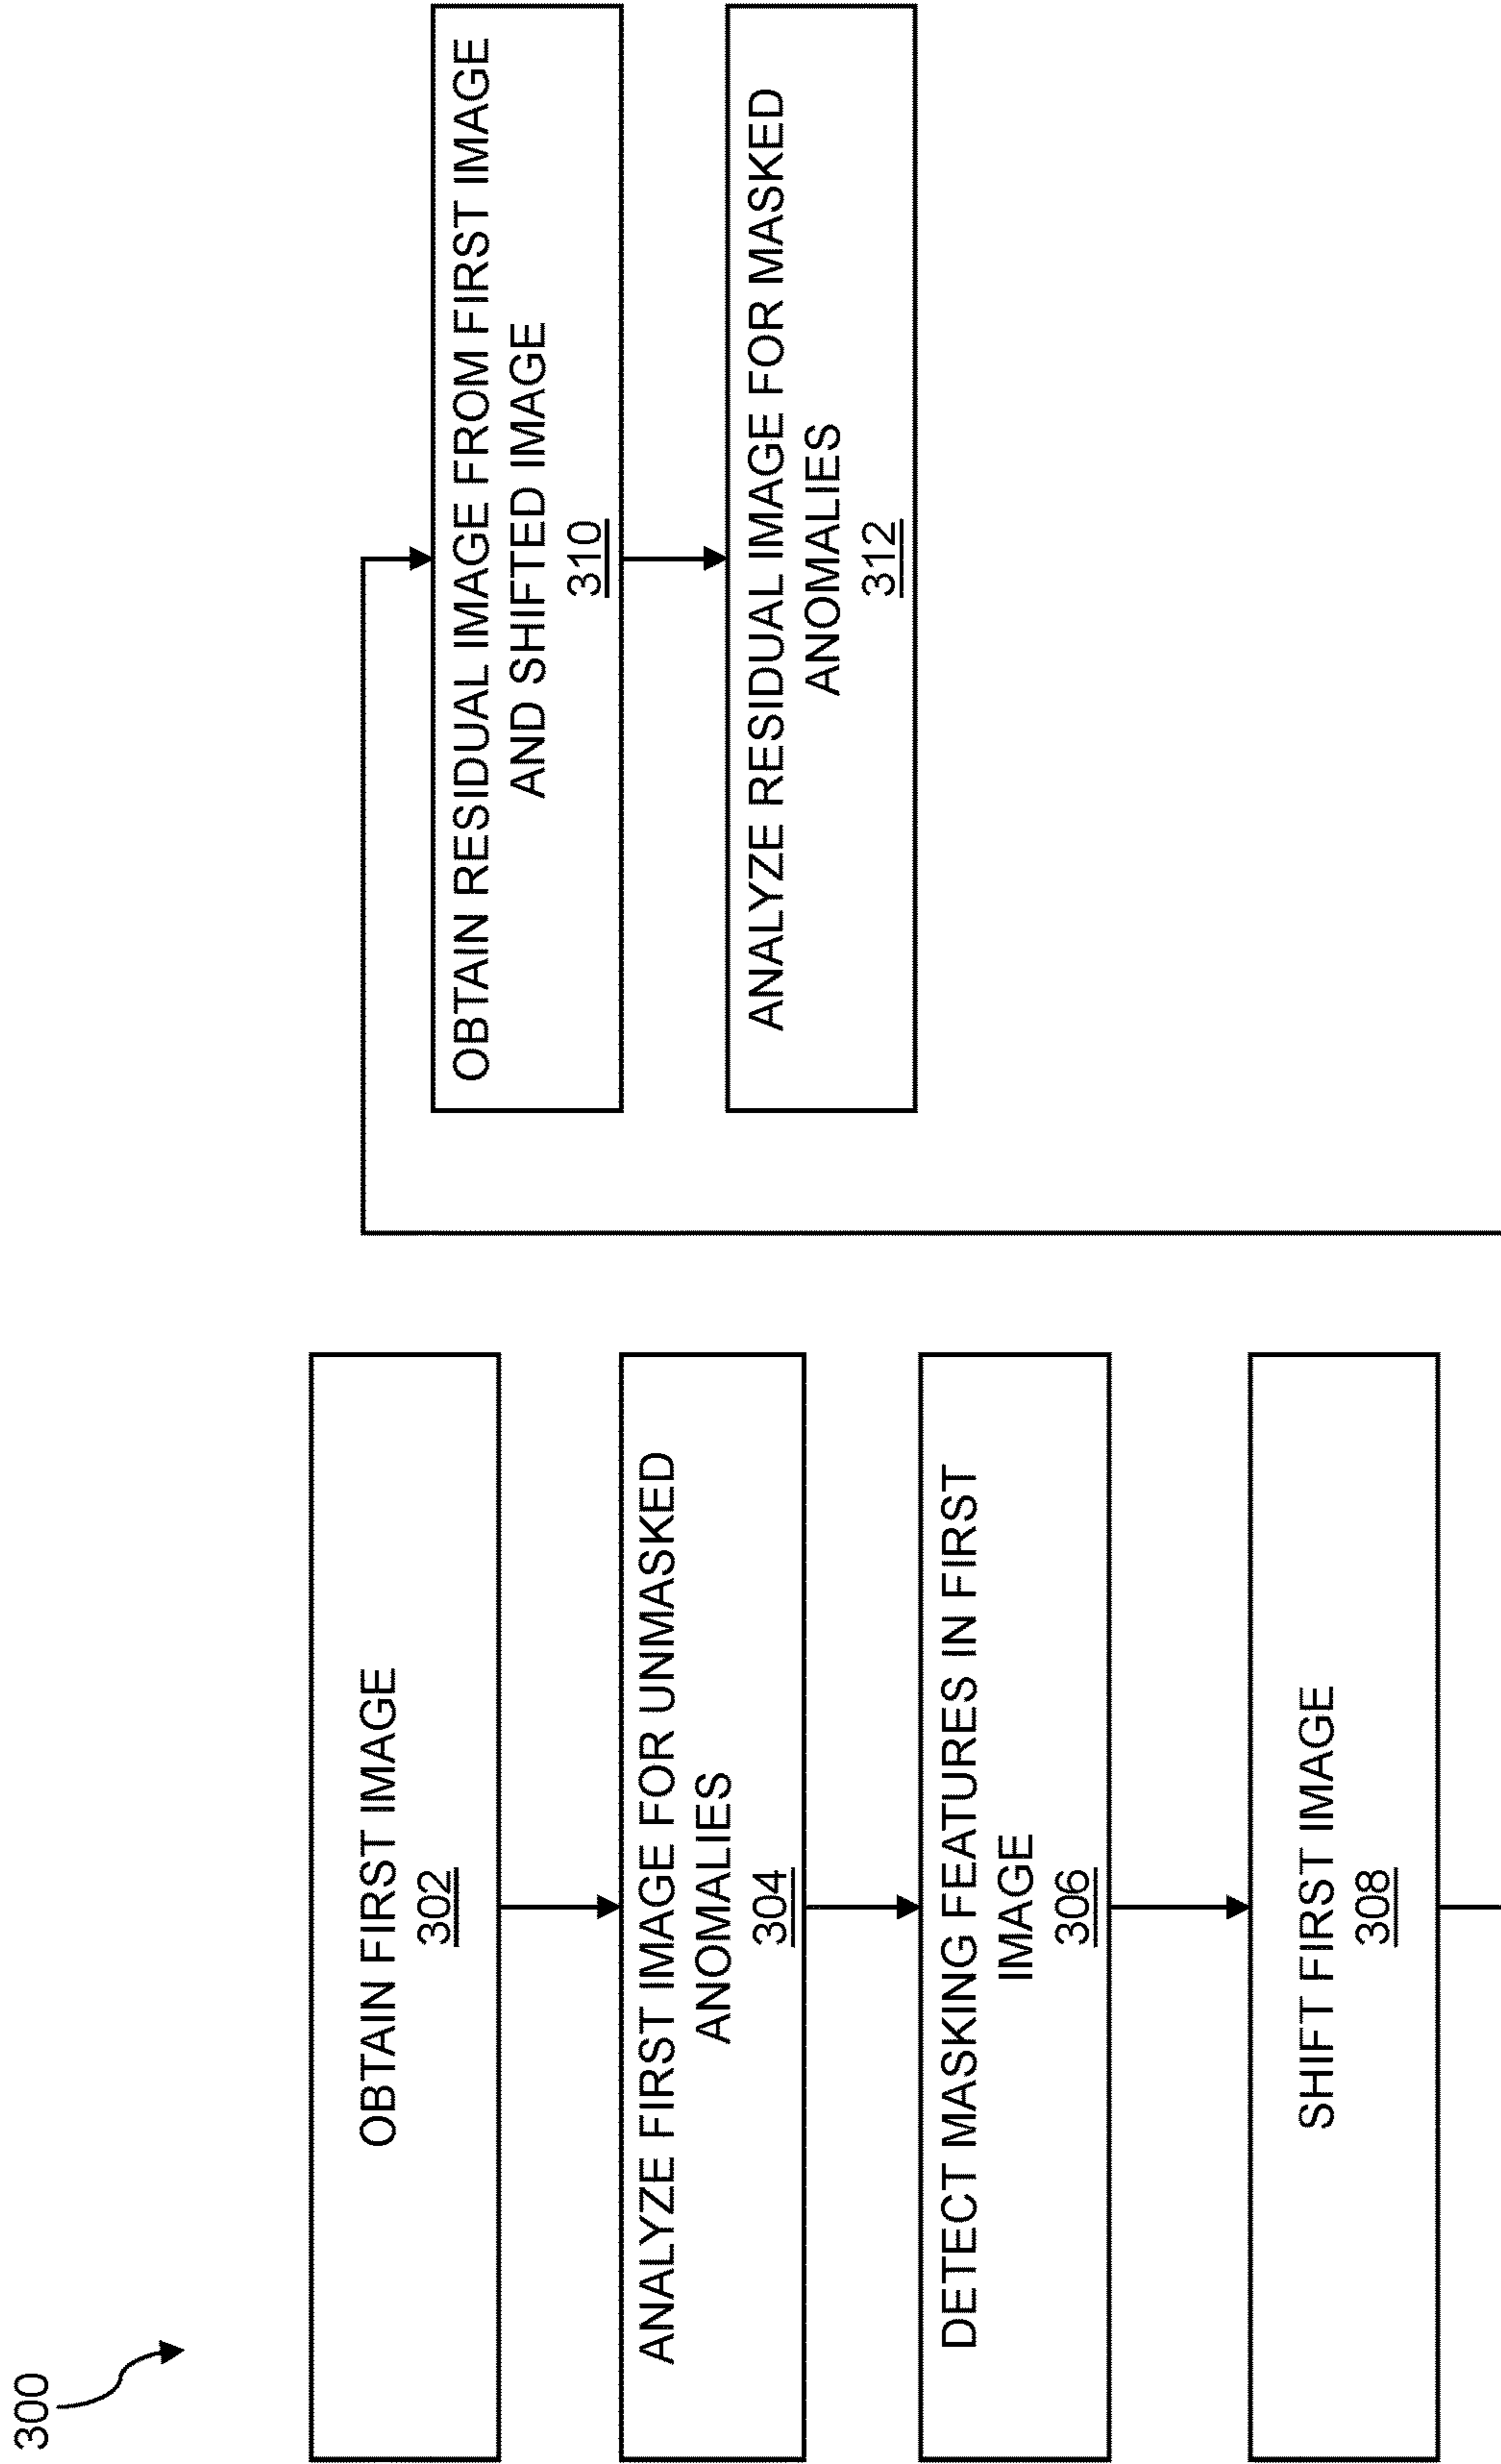 300
OBTAIN FIRST IMAGE
302
ANALYZE FIRST IMAGE FOR UNMASKED
ANOMALIES
304
DETECT MASKING FEATURES IN FIRST
IMAGE
306
SHIFT FIRST IMAGE
308
OBTAIN RESIDUAL IMAGE FROM FIRST IMAGE
AND SHIFTED IMAGE
310
ANALYZE RESIDUAL IMAGE FOR MASKED
ANOMALIES
312